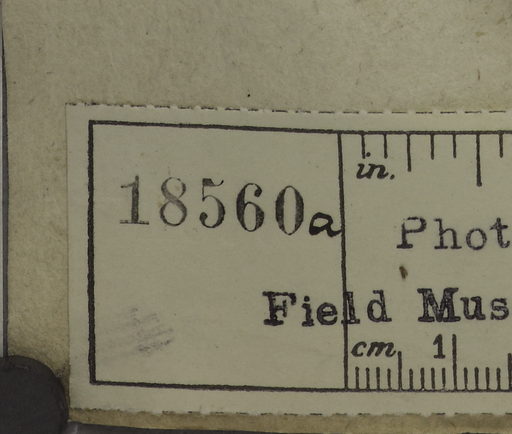 18560a
in.
Phot
Field Mus
cm 1